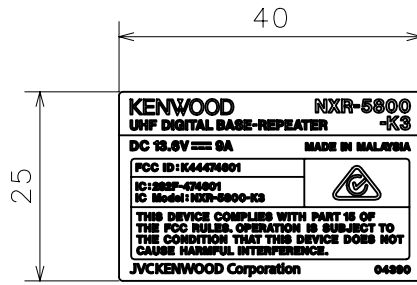 40
25
KENWOOD NXR-5800
UHF DIGITAL BASE-REPEATER -K3
DC 13.6V 9A MADE IN MALAYSIA
FCC ID:K44474601
IC:282F-474601
IC Model:NXR-5800-K3
THIS DEVICE COMPLIES WITH PART 15 OF
THE FCC RULES. OPERATION IS SUBJECT TO
THE CONDITION THAT THIS DEVICE DOES NOT
CAUSE HARMFUL INTERFERENCE.
JVCKENWOOD Corporation